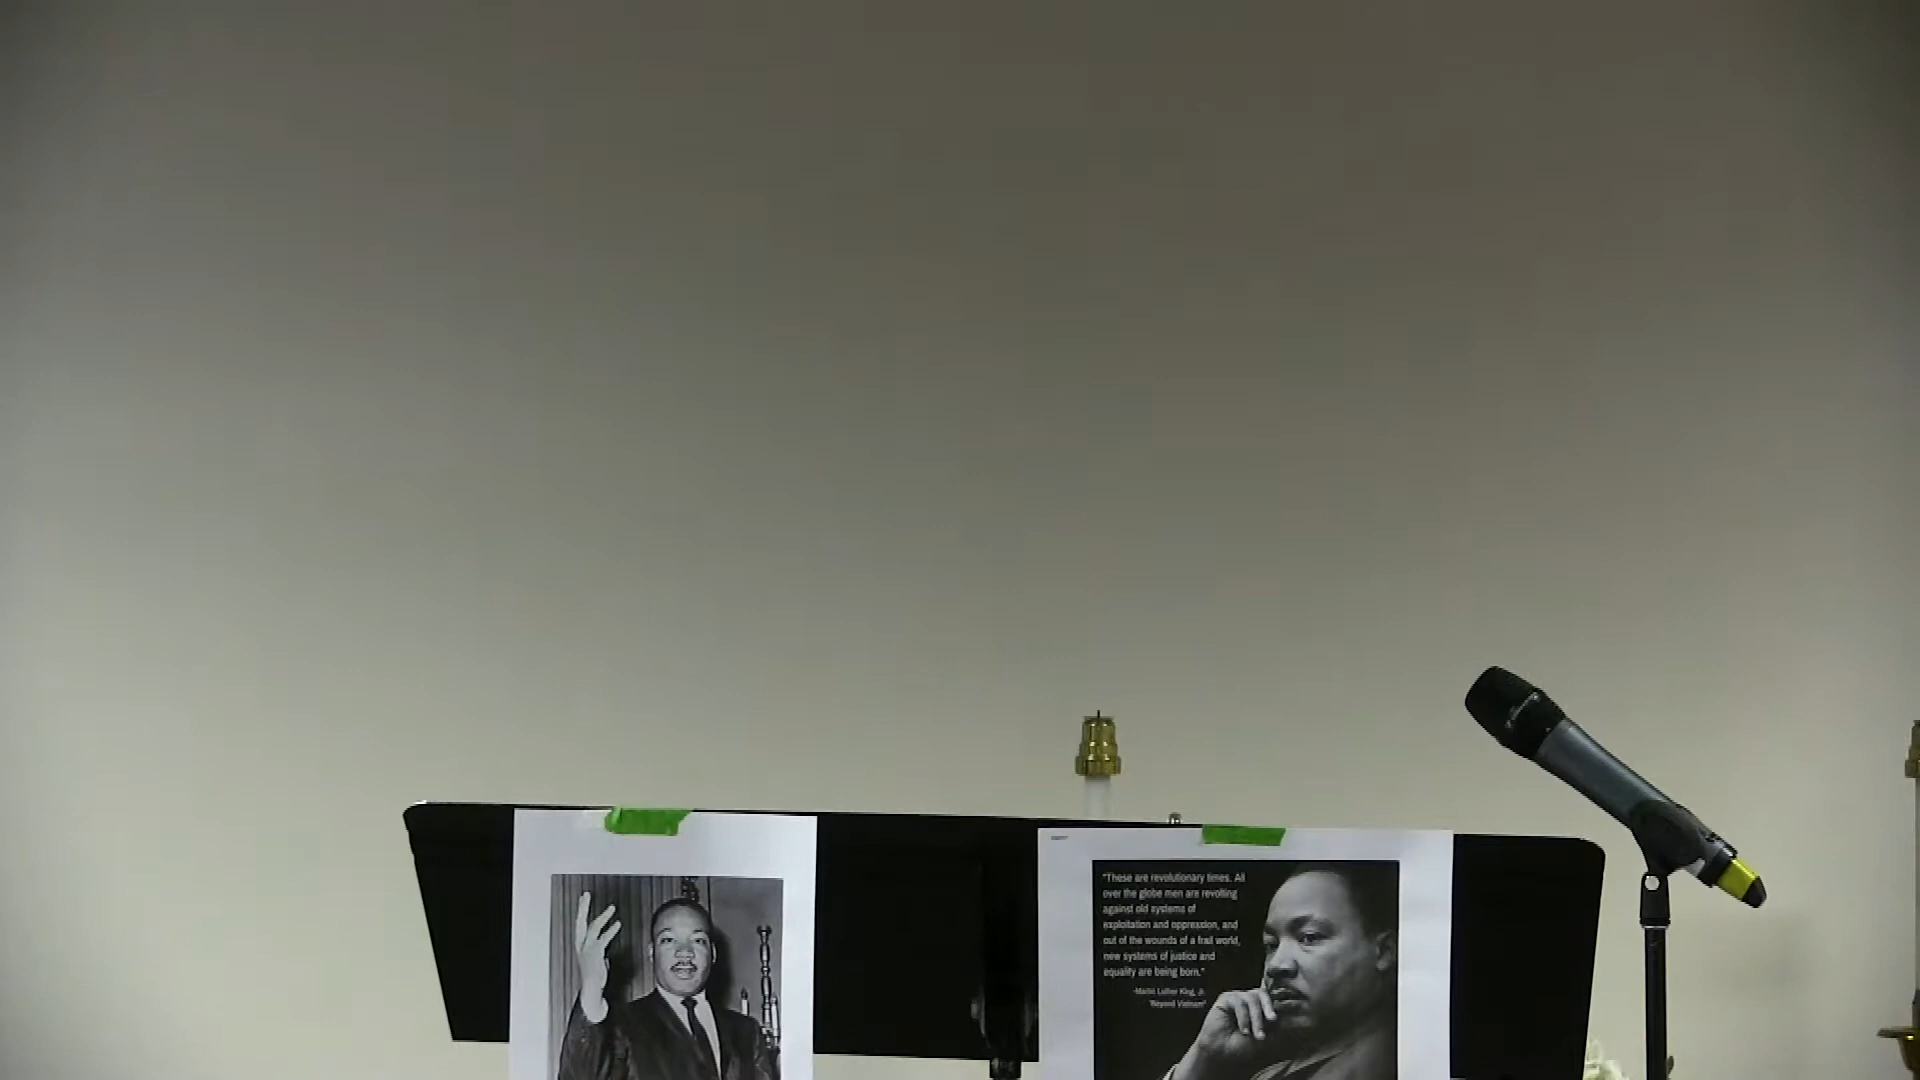 "These are revolutionary times. All
over the globe men are revolting
against old systems of
exploitation and oppression, and
out of the wounds of a frail world,
new systems of justice and
equality are being born."
-Martin Luther King, Jr.
"Beyond Vietnam"